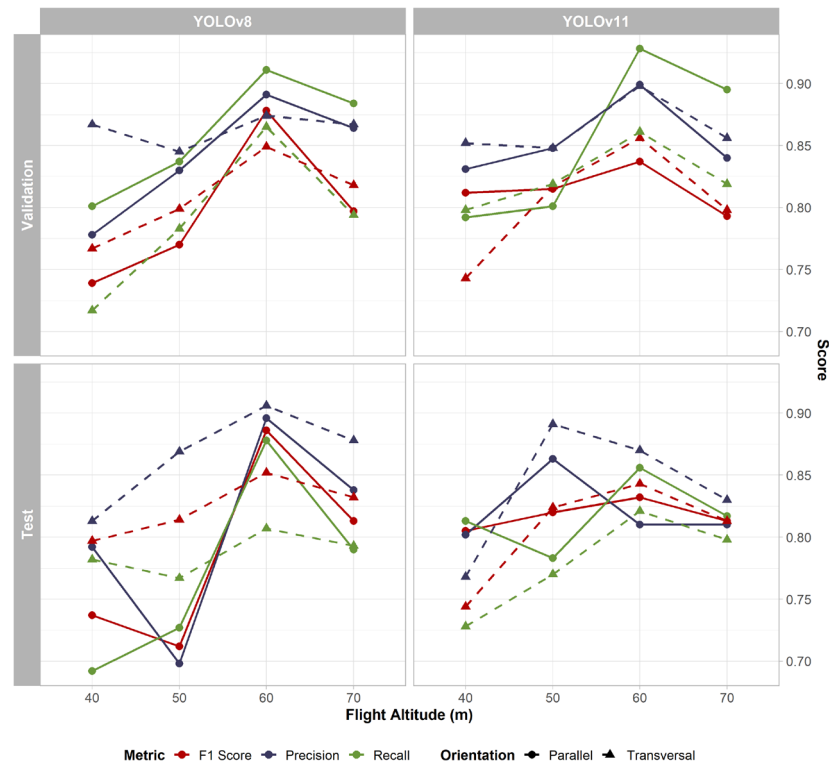 YOLOv8 YOLOv11
Validation
0.90
0.85
0.80
0.75
0.70
Score
Test
0.90
0.85
0.80
0.75
0.70
40 50 60 70 40 50 60 70
Flight Altitude (m)
Metric F1 Score Precision Recall Orientation Parallel Transversal